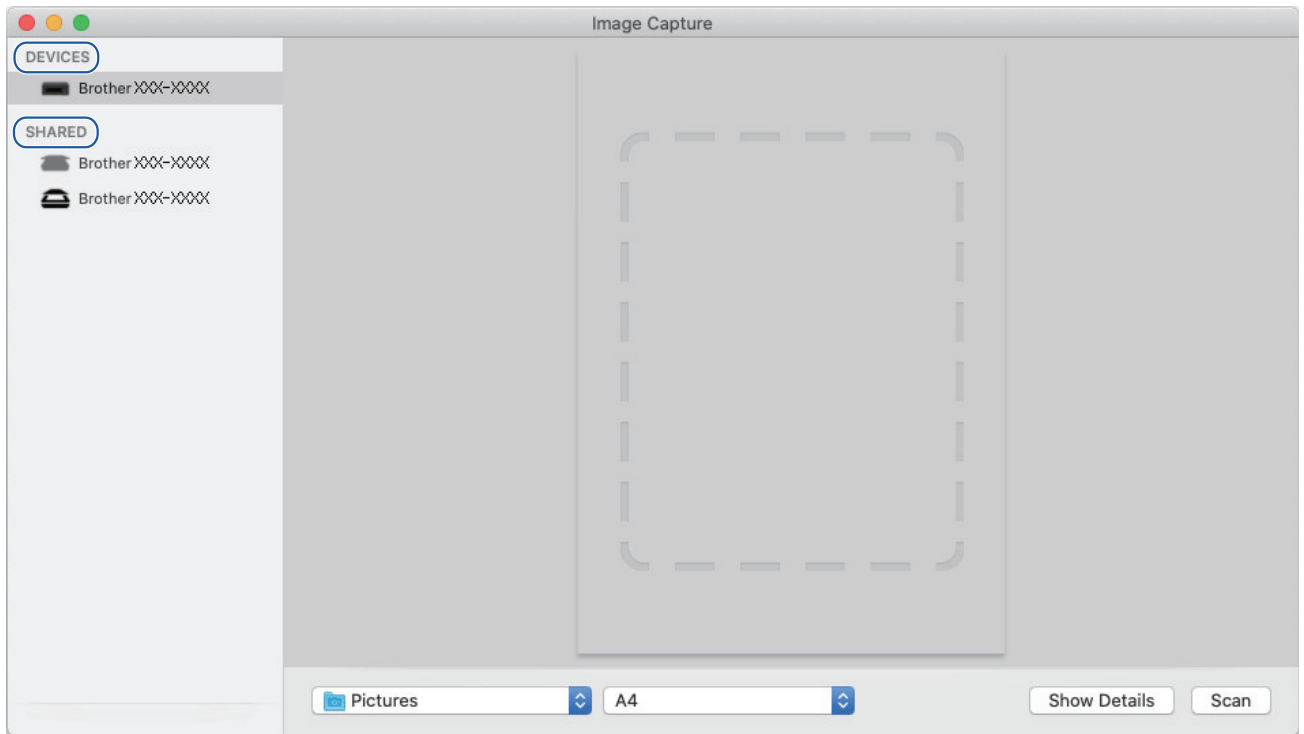 Image Capture
DEVICES
Brother XXX-XXXX
SHARED
Brother XXX-XXXX
Brother XXX-XXXX
Pictures
A4
Show Details
Scan